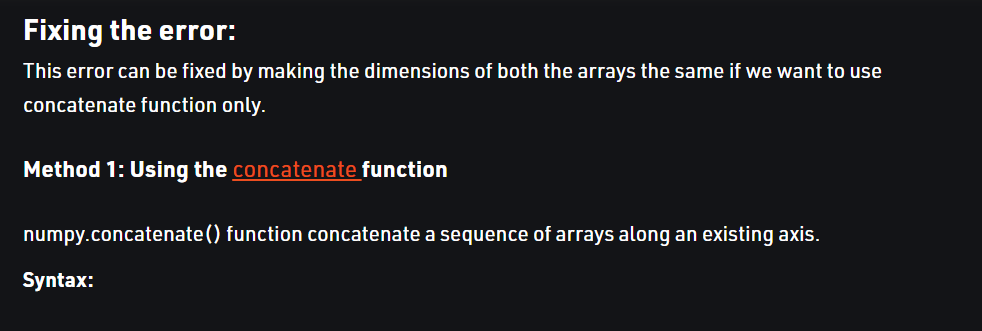 Fixing the error:
This error can be fixed by making the dimensions of both the arrays the same if we want to use
concatenate function only.
Method 1: Using the concatenate function
numpy.concatenate() function concatenate a sequence of arrays along an existing axis.
Syntax: